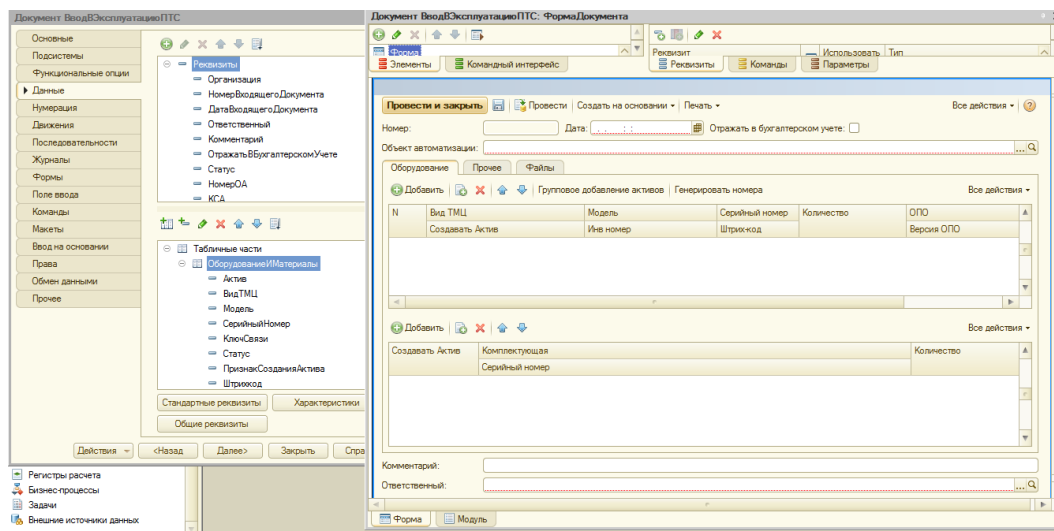 Документ ВводВЭксплуатациюПТС
Основные
Подсистемы
Функциональные опции
Данные
Нумерация
Движения
Последовательности
Журналы
Формы
Поле ввода
Команды
Макеты
Ввод на основании
Права
Обмен данными
Прочее
Реквизиты
Организация
НомерВходящегоДокумента
ДатаВходящегоДокумента
Ответственный
Комментарий
ОтражатьВБухгалтерскомУчете
Статус
НомерОА
КСА
Табличные части
ОборудованиеИМатериалы
Актив
ВидТМЦ
Модель
СерийныйНомер
КлючСвязи
Статус
ПризнакСозданияАктива
Штрихкод
Стандартные реквизиты Характеристики
Общие реквизиты
Действия <Назад Далее> Закрыть Спра
Регистры расчета
Бизнес-процессы
Задачи
Внешние источники данных
Документ ВводВЭксплуатациюПТС: ФормаДокумента
Форма
Элементы Командный интерфейс
Реквизит Использовать Тип
Реквизиты Команды Параметры
Провести и закрыть Провести Создать на основании Печать Все действия
Номер: Дата: . . : : Отражать в бухгалтерском учете:
Объект автоматизации:
Оборудование Прочее Файлы
Добавить Групповое добавление активов Генерировать номера Все действия
N Вид ТМЦ Модель Серийный номер Количество ОПО
Создавать Актив Инв номер Штрих-код Версия ОПО
Добавить Все действия
Создавать Актив Комплектующая Количество
Серийный номер
Комментарий:
Ответственный:
Форма Модуль